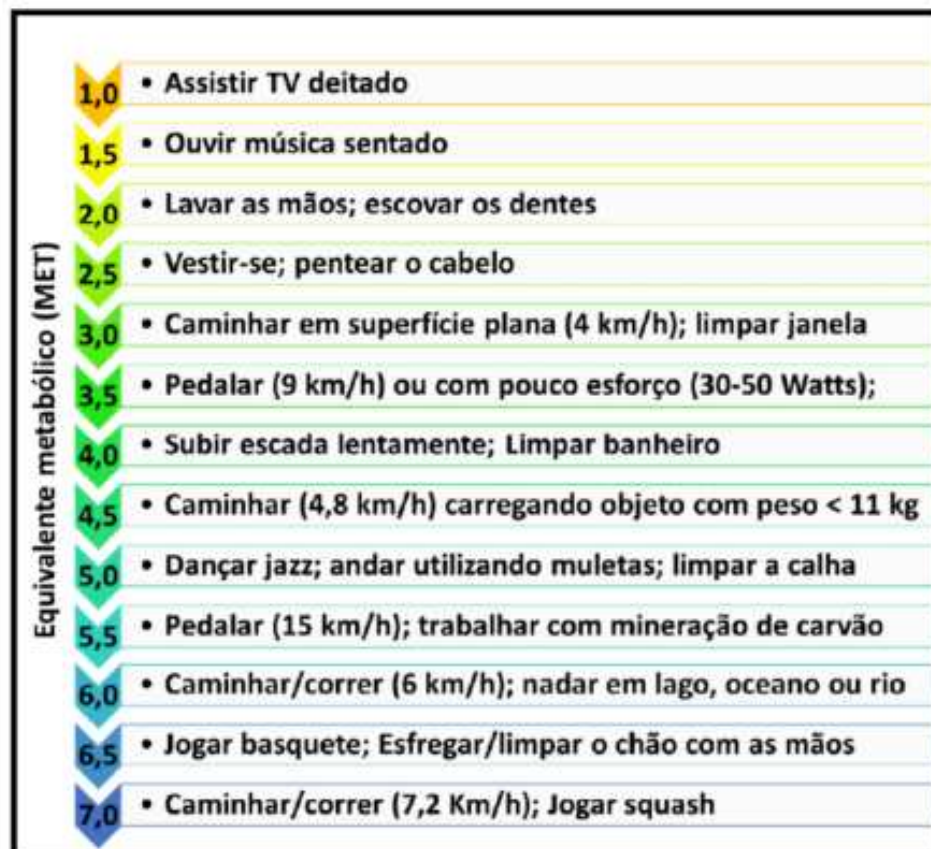 Equivalente metabólico (MET)
1,0 • Assistir TV deitado
1,5 • Ouvir música sentado
2,0 • Lavar as mãos; escovar os dentes
2,5 • Vestir-se; pentear o cabelo
3,0 • Caminhar em superfície plana (4 km/h); limpar janela
3,5 • Pedalar (9 km/h) ou com pouco esforço (30-50 Watts);
4,0 • Subir escada lentamente; Limpar banheiro
4,5 • Caminhar (4,8 km/h) carregando objeto com peso < 11 kg
5,0 • Dançar jazz; andar utilizando muletas; limpar a calha
5,5 • Pedalar (15 km/h); trabalhar com mineração de carvão
6,0 • Caminhar/correr (6 km/h); nadar em lago, oceano ou rio
6,5 • Jogar basquete; Esfregar/limpar o chão com as mãos
7,0 • Caminhar/correr (7,2 Km/h); Jogar squash